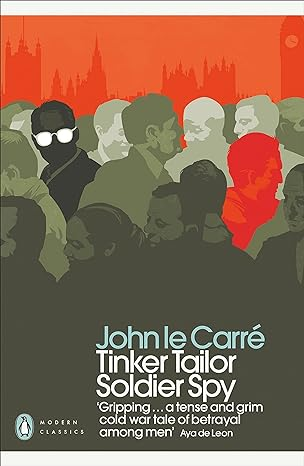 John le Carré
Tinker Tailor
Soldier Spy
'Gripping ... a tense and grim
cold war tale of betrayal
among men' Aya de Leon
MODERN
CLASSICS